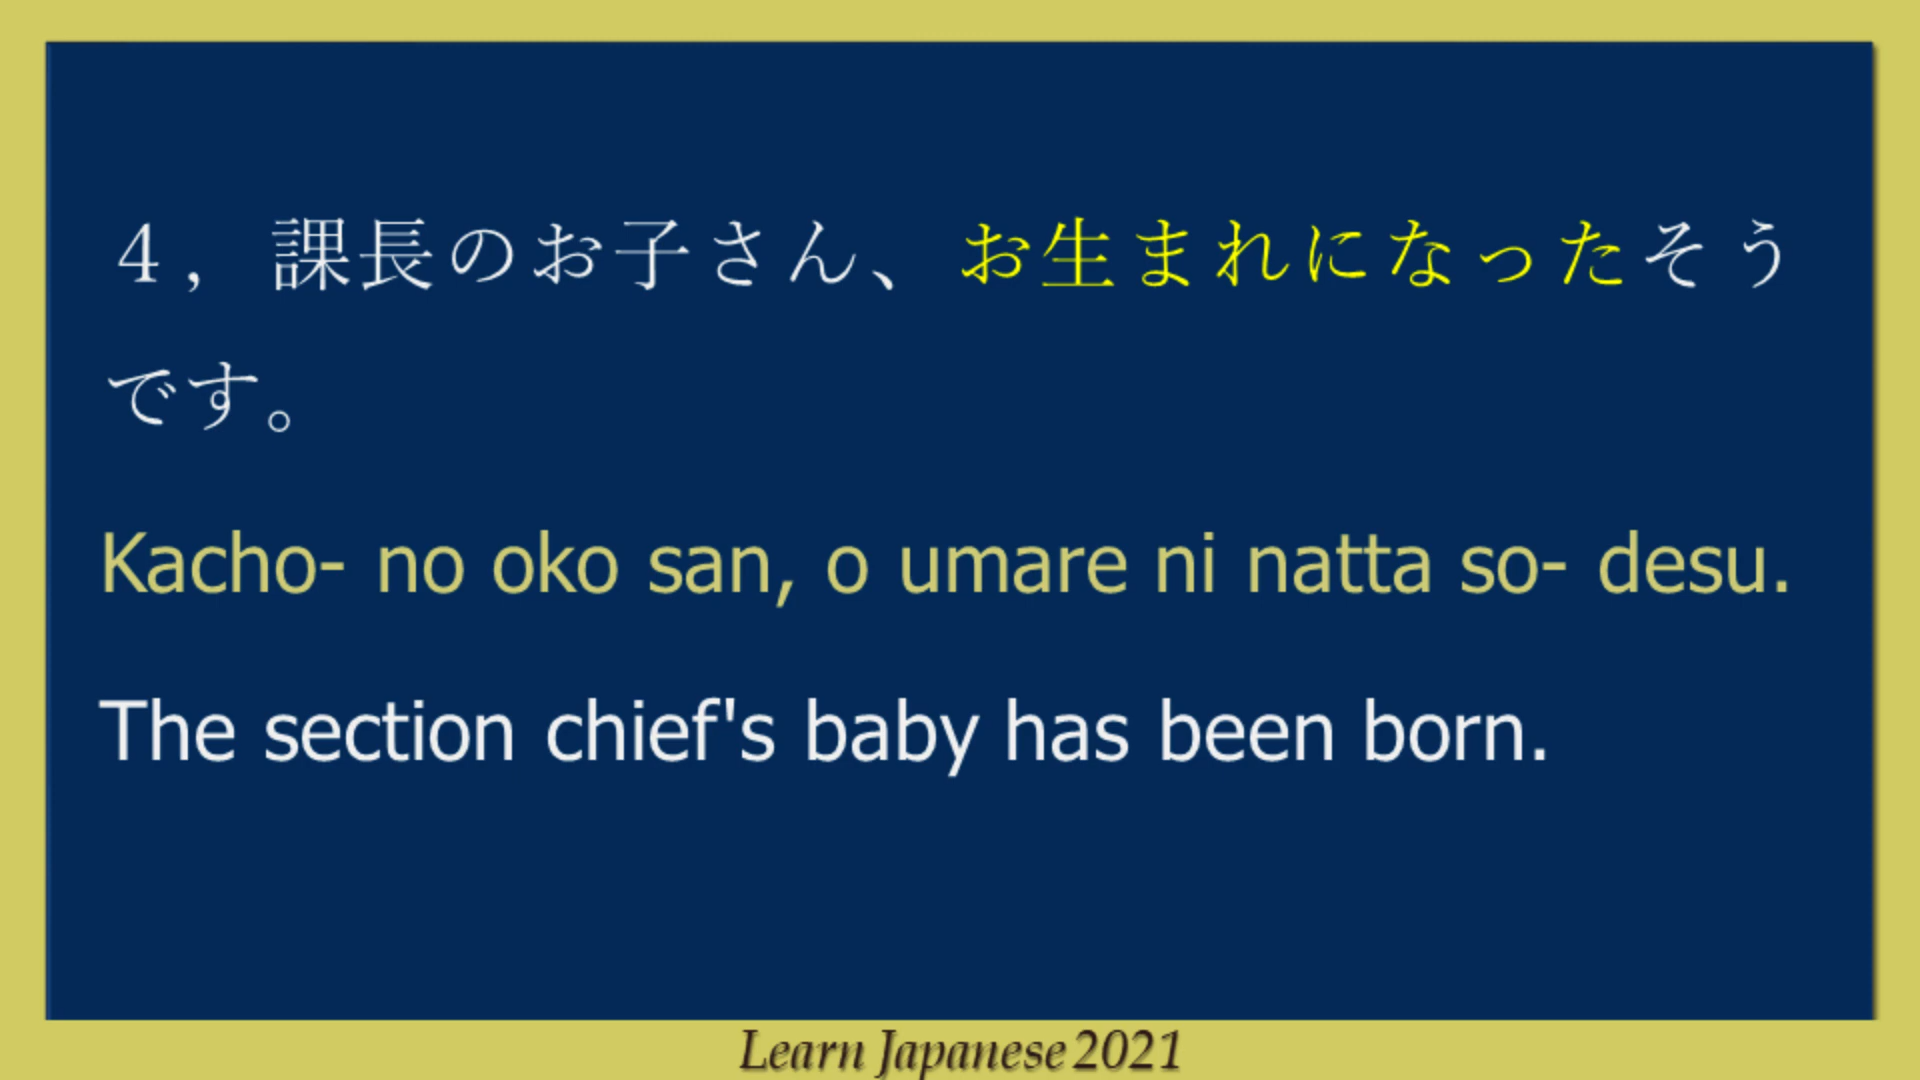 ４，課長のお子さん、お生まれになったそう
です。
Kacho- no oko san, o umare ni natta so- desu.
The section chief's baby has been born.
Learn Japanese 2021